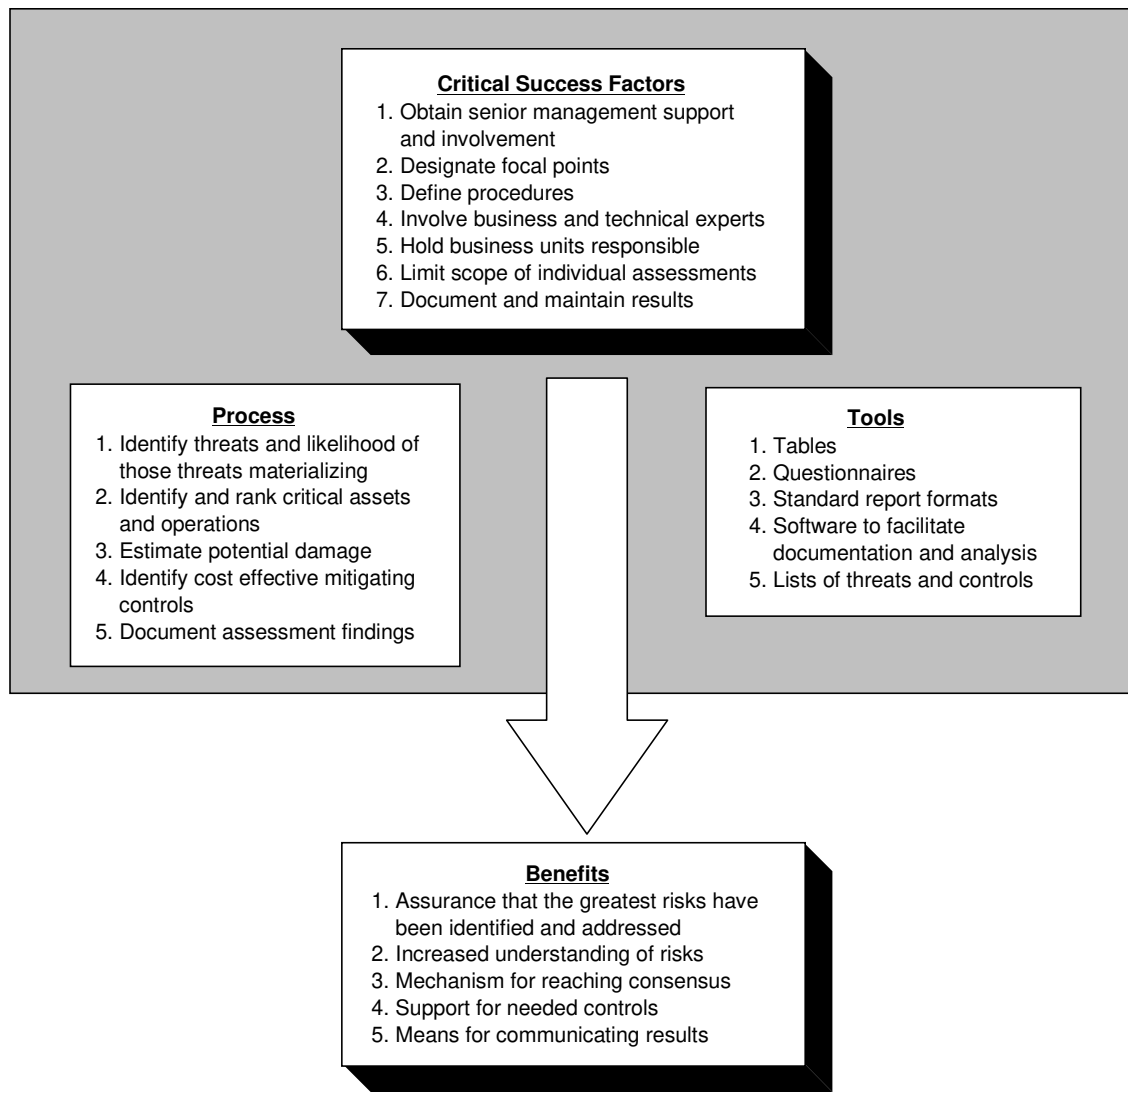 Critical Success Factors
1. Obtain senior management support
and involvement
2. Designate focal points
3. Define procedures
4. Involve business and technical experts
5. Hold business units responsible
6. Limit scope of individual assessments
7. Document and maintain results
Process
1. Identify threats and likelihood of
those threats materializing
2. Identify and rank critical assets
and operations
3. Estimate potential damage
4. Identify cost effective mitigating
controls
5. Document assessment findings
Tools
1. Tables
2. Questionnaires
3. Standard report formats
4. Software to facilitate
documentation and analysis
5. Lists of threats and controls
Benefits
1. Assurance that the greatest risks have
been identified and addressed
2. Increased understanding of risks
3. Mechanism for reaching consensus
4. Support for needed controls
5. Means for communicating results